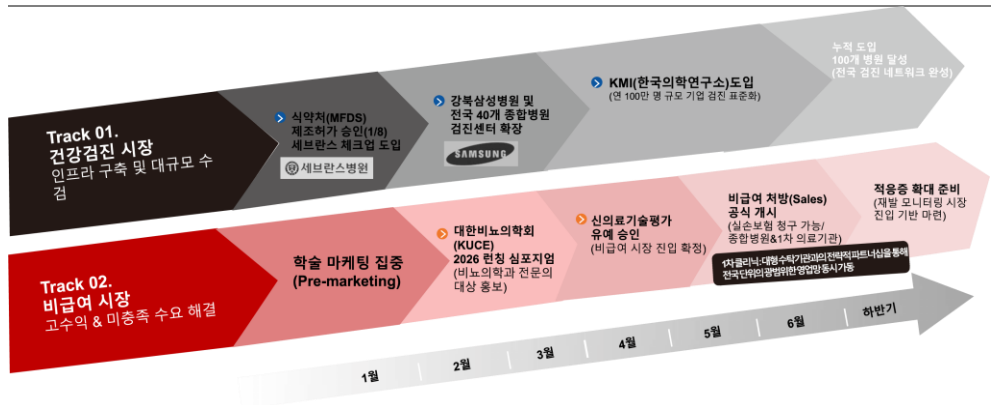 Track 01.
건강검진 시장
인프라 구축 및 대규모 수
검
식약처(MFDS)
제조허가 승인(1/8)
세브란스 체크업 도입
세브란스병원
강북삼성병원 및
전국 40개 종합병원
검진센터 확장
SAMSUNG
KMI(한국의학연구소)도입
(연 100만 명 규모 기업 검진 표준화)
누적 도입
100개 병원 달성
(전국 검진 네트워크 완성)
Track 02.
비급여 시장
고수익 & 미충족 수요 해결
학술 마케팅 집중
(Pre-marketing)
대한비뇨의학회
(KUCE)
2026 런칭 심포지엄
(비뇨의학과 전문의
대상 홍보)
신의료기술평가
유예 승인
(비급여 시장 진입 확정)
비급여 처방(Sales)
공식 개시
(실손보험 청구 가능/
종합병원&1차 의료기관)
1차클리닉:대형수탁기관과의전략적파트너십을통해
전국단위의광범위한영업망동시가동
적응증 확대 준비
(재발 모니터링 시장
진입 기반 마련)
1월
2월
3월
4월
5월
6월
하반기